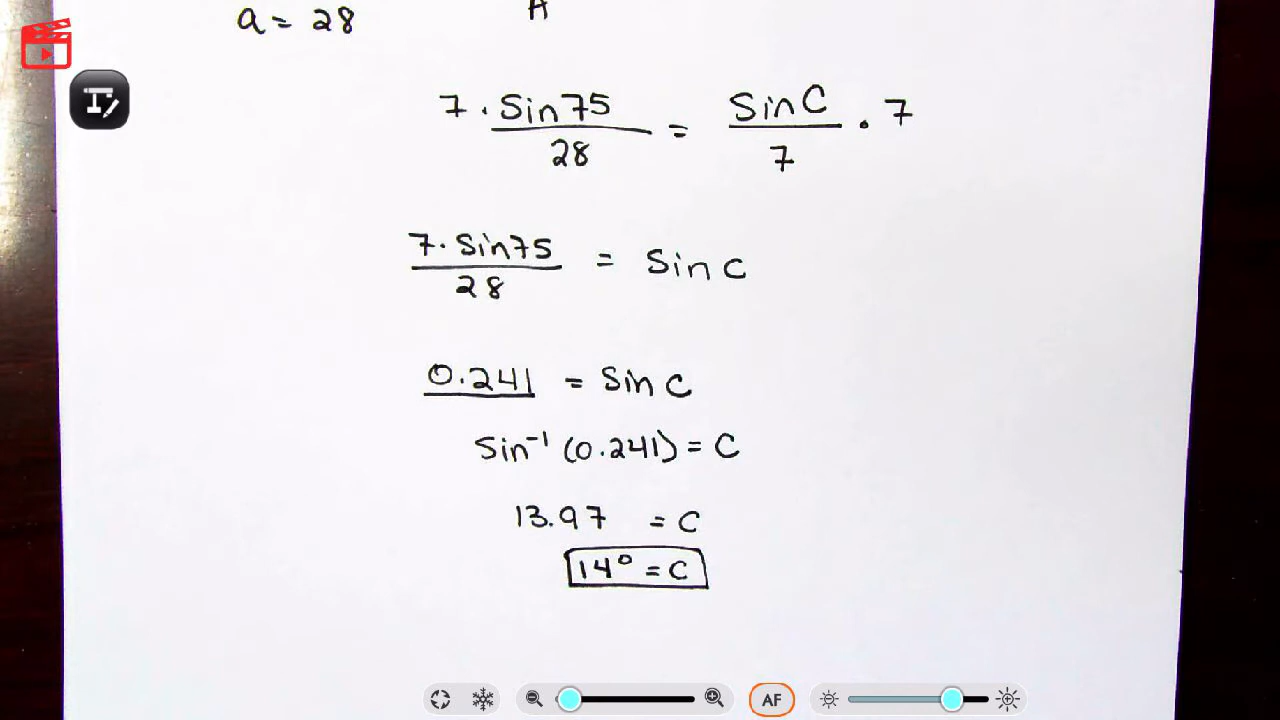 a = 28
A
7 · Sin75 / 28 = Sin C / 7 · 7
7 · Sin75 / 28 = Sin C
0.241 = Sin C
Sin⁻¹ (0.241) = C
13.97 = C
14° = C
AF